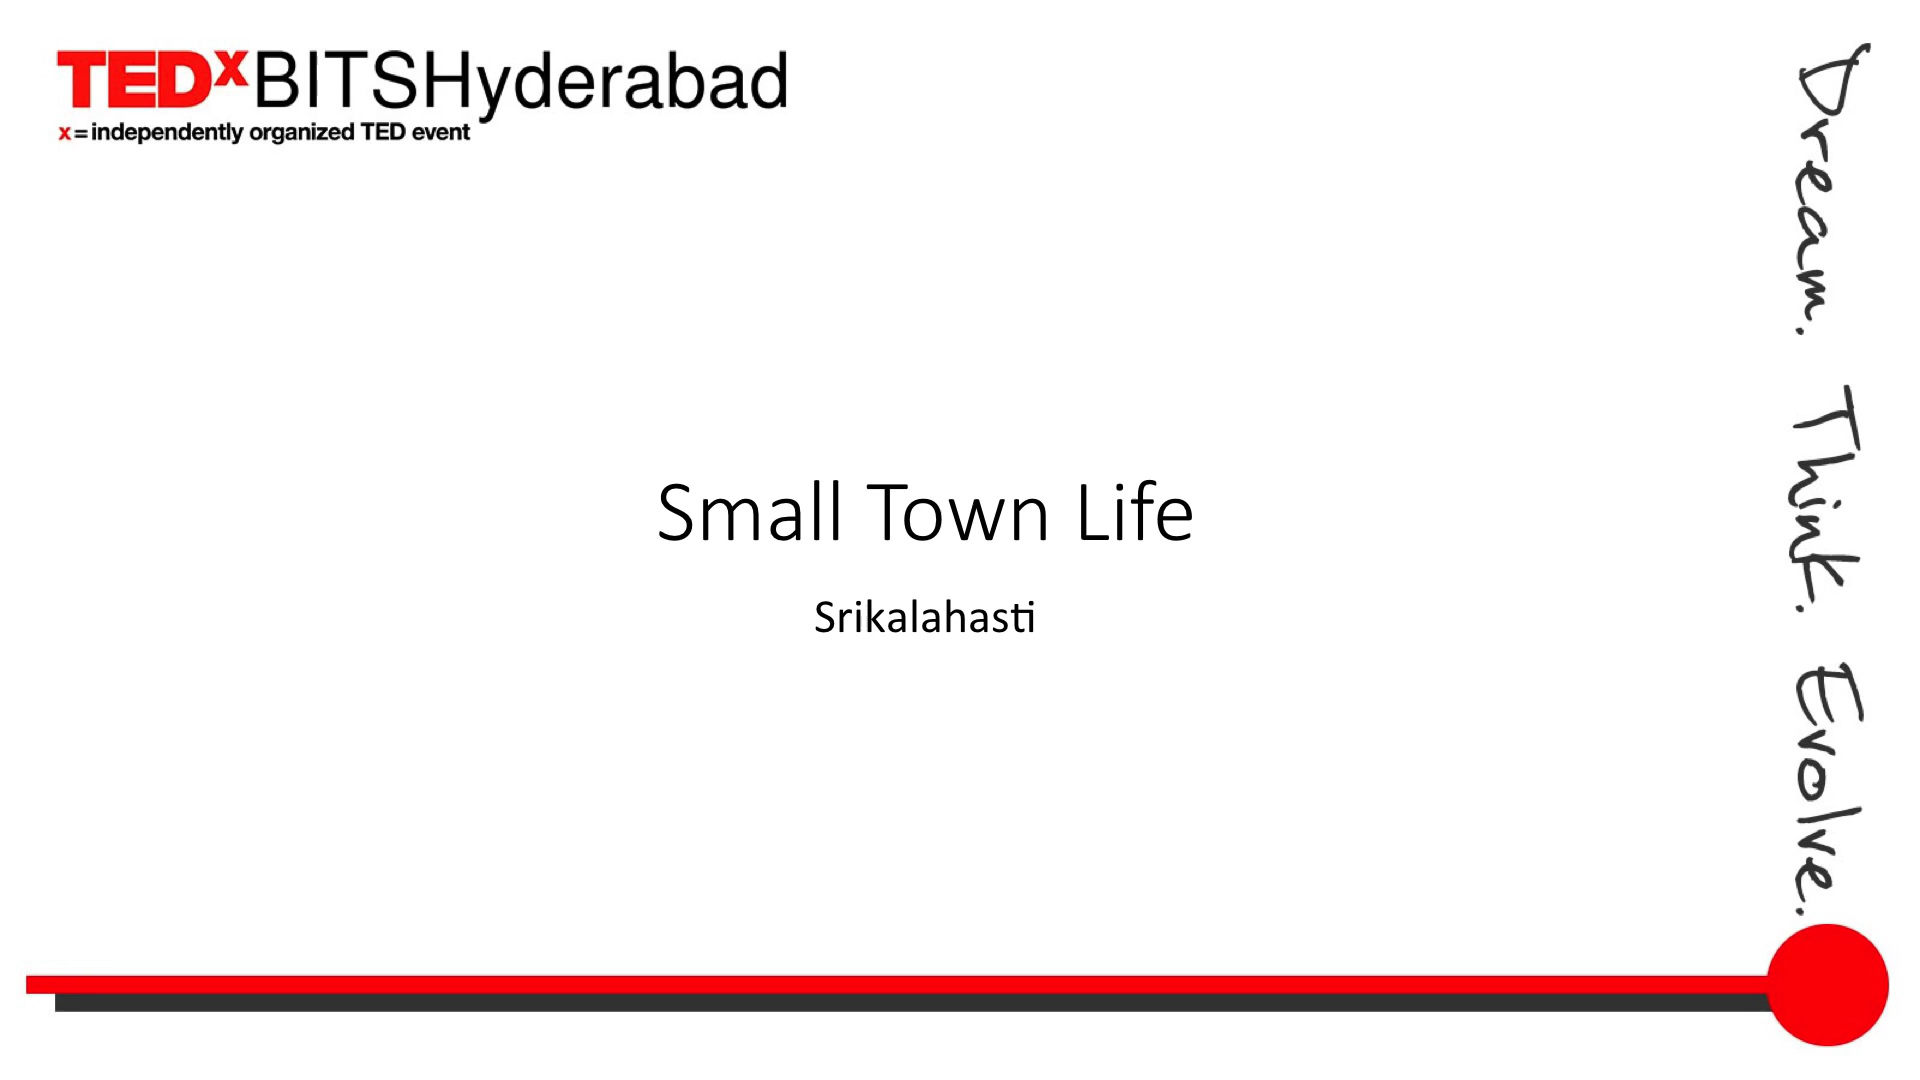 TEDxBITSHyderabad
x=independently organized TED event
Small Town Life
Srikalahasti
Dream. Think. Evolve.